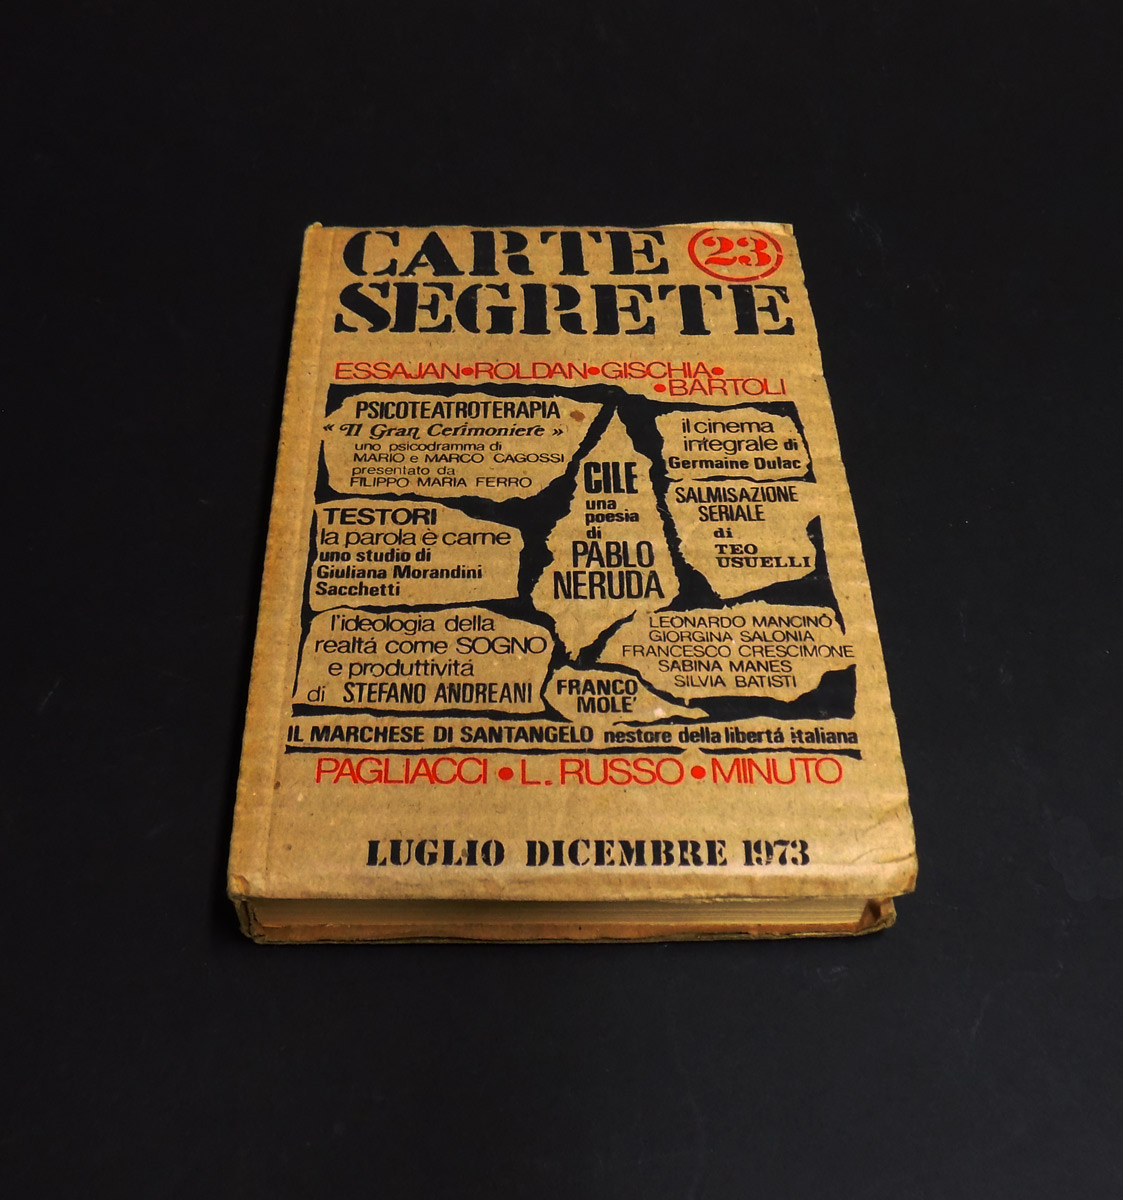 CARTE 23
SEGRETE
ESSAJAN•ROLDAN•GISCHIA•
•BARTOLI
PSICOTEATROTERAPIA
« Il Gran Cerimoniere »
uno psicodramma di
MARIO e MARCO CAGOSSI
presentato da
FILIPPO MARIA FERRO
TESTORI
la parola è carne
uno studio di
Giuliana Morandini
Sacchetti
l'ideologia della
realtá come SOGNO
e produttivitá
di STEFANO ANDREANI
CILE
una
poesia
di
PABLO
NERUDA
FRANCO
MOLE'
il cinema
integrale di
Germaine Dulac
SALMISAZIONE
SERIALE
di
TEO
USUELLI
LEONARDO MANCINÒ
GIORGINA SALONIA
FRANCESCO CRESCIMONE
SABINA MANES
SILVIA BATISTI
IL MARCHESE DI SANTANGELO nestore della libertá italiana
PAGLIACCI • L. RUSSO • MINUTO
LUGLIO DICEMBRE 1973